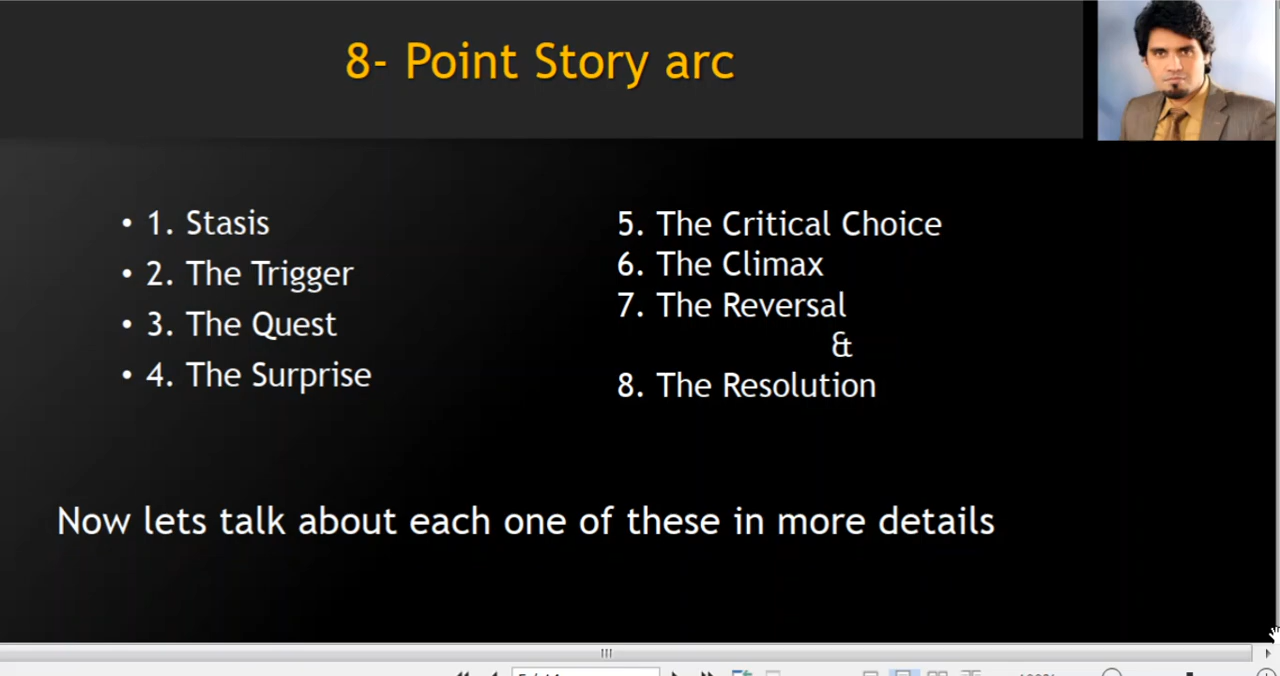 8- Point Story arc
• 1. Stasis
• 2. The Trigger
• 3. The Quest
• 4. The Surprise
5. The Critical Choice
6. The Climax
7. The Reversal
&
8. The Resolution
Now lets talk about each one of these in more details